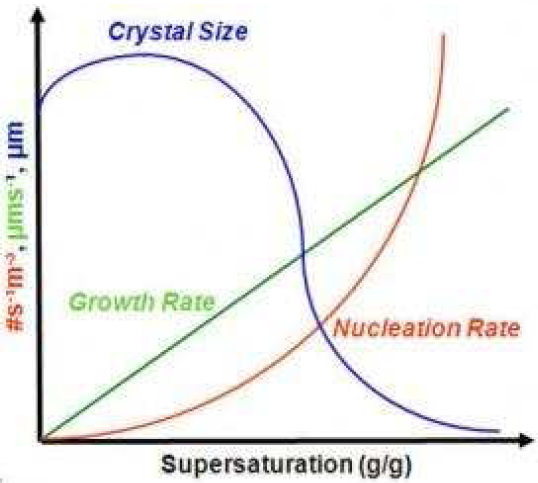 Crystal Size
#s⁻¹m⁻³, µms⁻¹, µm
Growth Rate
Nucleation Rate
Supersaturation (g/g)